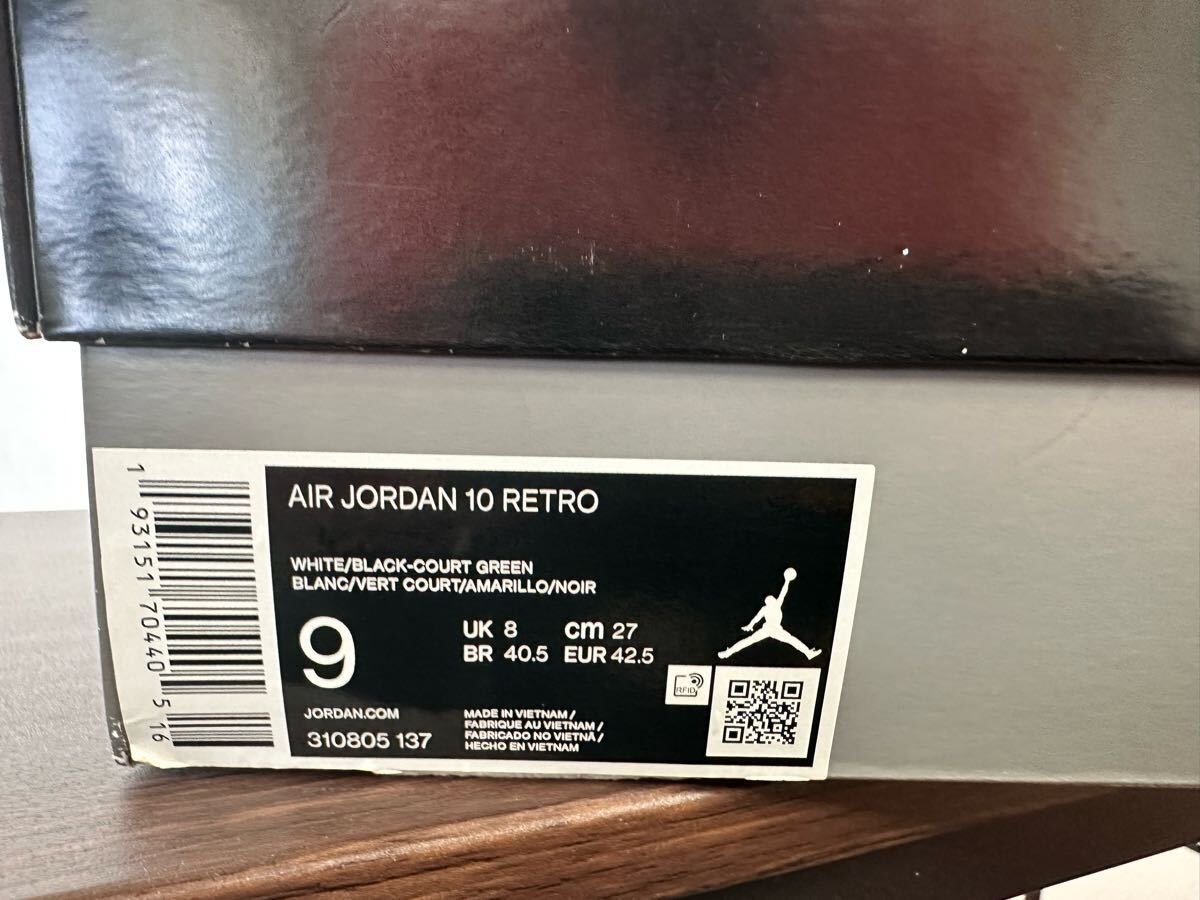 1 93151 70440 5 16
AIR JORDAN 10 RETRO
WHITE/BLACK-COURT GREEN
BLANC/VERT COURT/AMARILLO/NOIR
9
UK 8 cm 27
BR 40.5 EUR 42.5
RFID
JORDAN.COM
310805 137
MADE IN VIETNAM /
FABRIQUE AU VIETNAM /
FABRICADO NO VIETNÃ /
HECHO EN VIETNAM